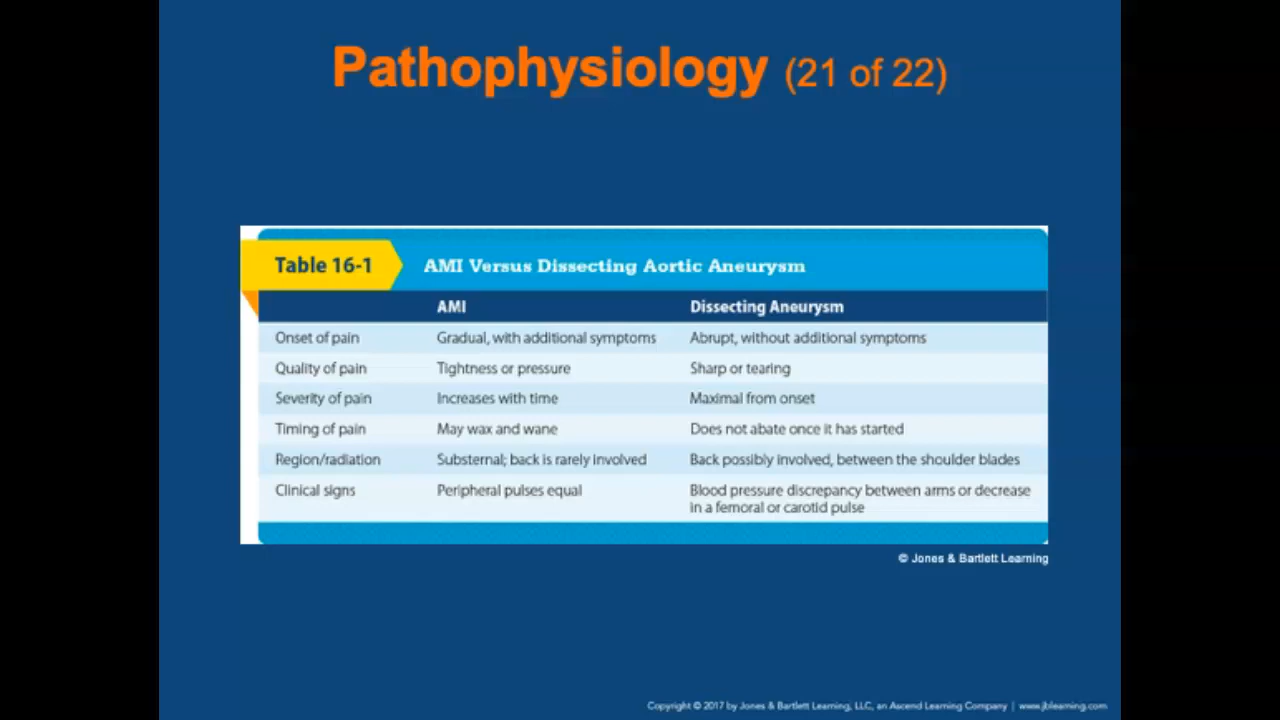 Pathophysiology (21 of 22)
Table 16-1 AMI Versus Dissecting Aortic Aneurysm
AMI Dissecting Aneurysm
Onset of pain Gradual, with additional symptoms Abrupt, without additional symptoms
Quality of pain Tightness or pressure Sharp or tearing
Severity of pain Increases with time Maximal from onset
Timing of pain May wax and wane Does not abate once it has started
Region/radiation Substernal; back is rarely involved Back possibly involved, between the shoulder blades
Clinical signs Peripheral pulses equal Blood pressure discrepancy between arms or decrease
in a femoral or carotid pulse
© Jones & Bartlett Learning
Copyright © 2017 by Jones & Bartlett Learning, LLC, an Ascend Learning Company | www.jblearning.com